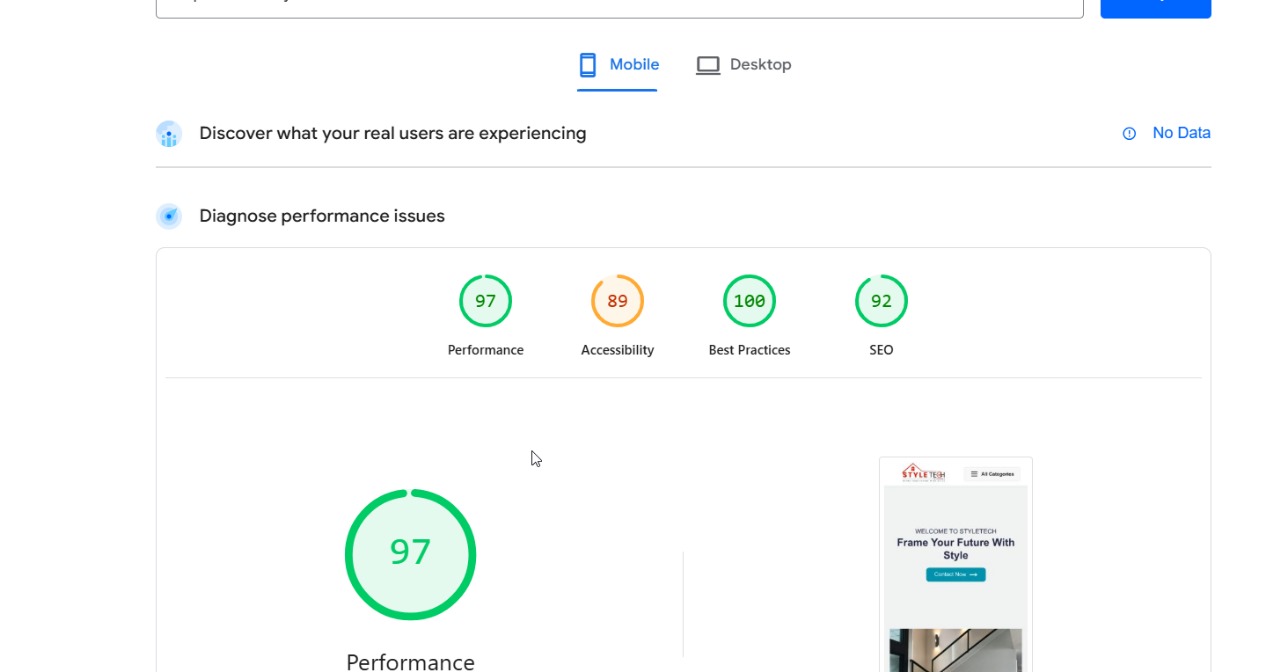 Mobile
Desktop
Discover what your real users are experiencing
No Data
Diagnose performance issues
97
89
100
92
Performance
Accessibility
Best Practices
SEO
STYLETECH
All Categories
WELCOME TO STYLETECH
Frame Your Future With
Style
Contact Now
97
Performance